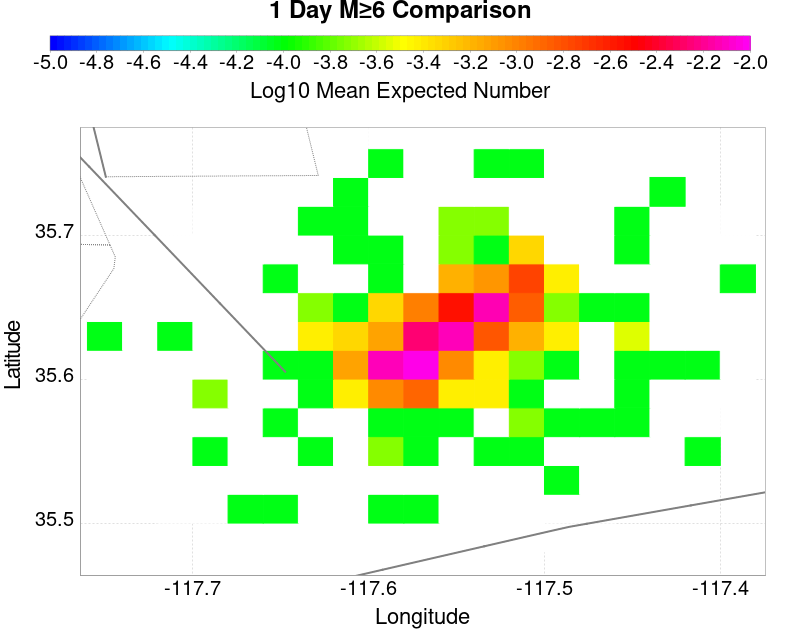 1 Day M≥6 Comparison
-5.0 -4.8 -4.6 -4.4 -4.2 -4.0 -3.8 -3.6 -3.4 -3.2 -3.0 -2.8 -2.6 -2.4 -2.2 -2.0
Log10 Mean Expected Number
35.7
35.6
35.5
Latitude
-117.7 -117.6 -117.5 -117.4
Longitude